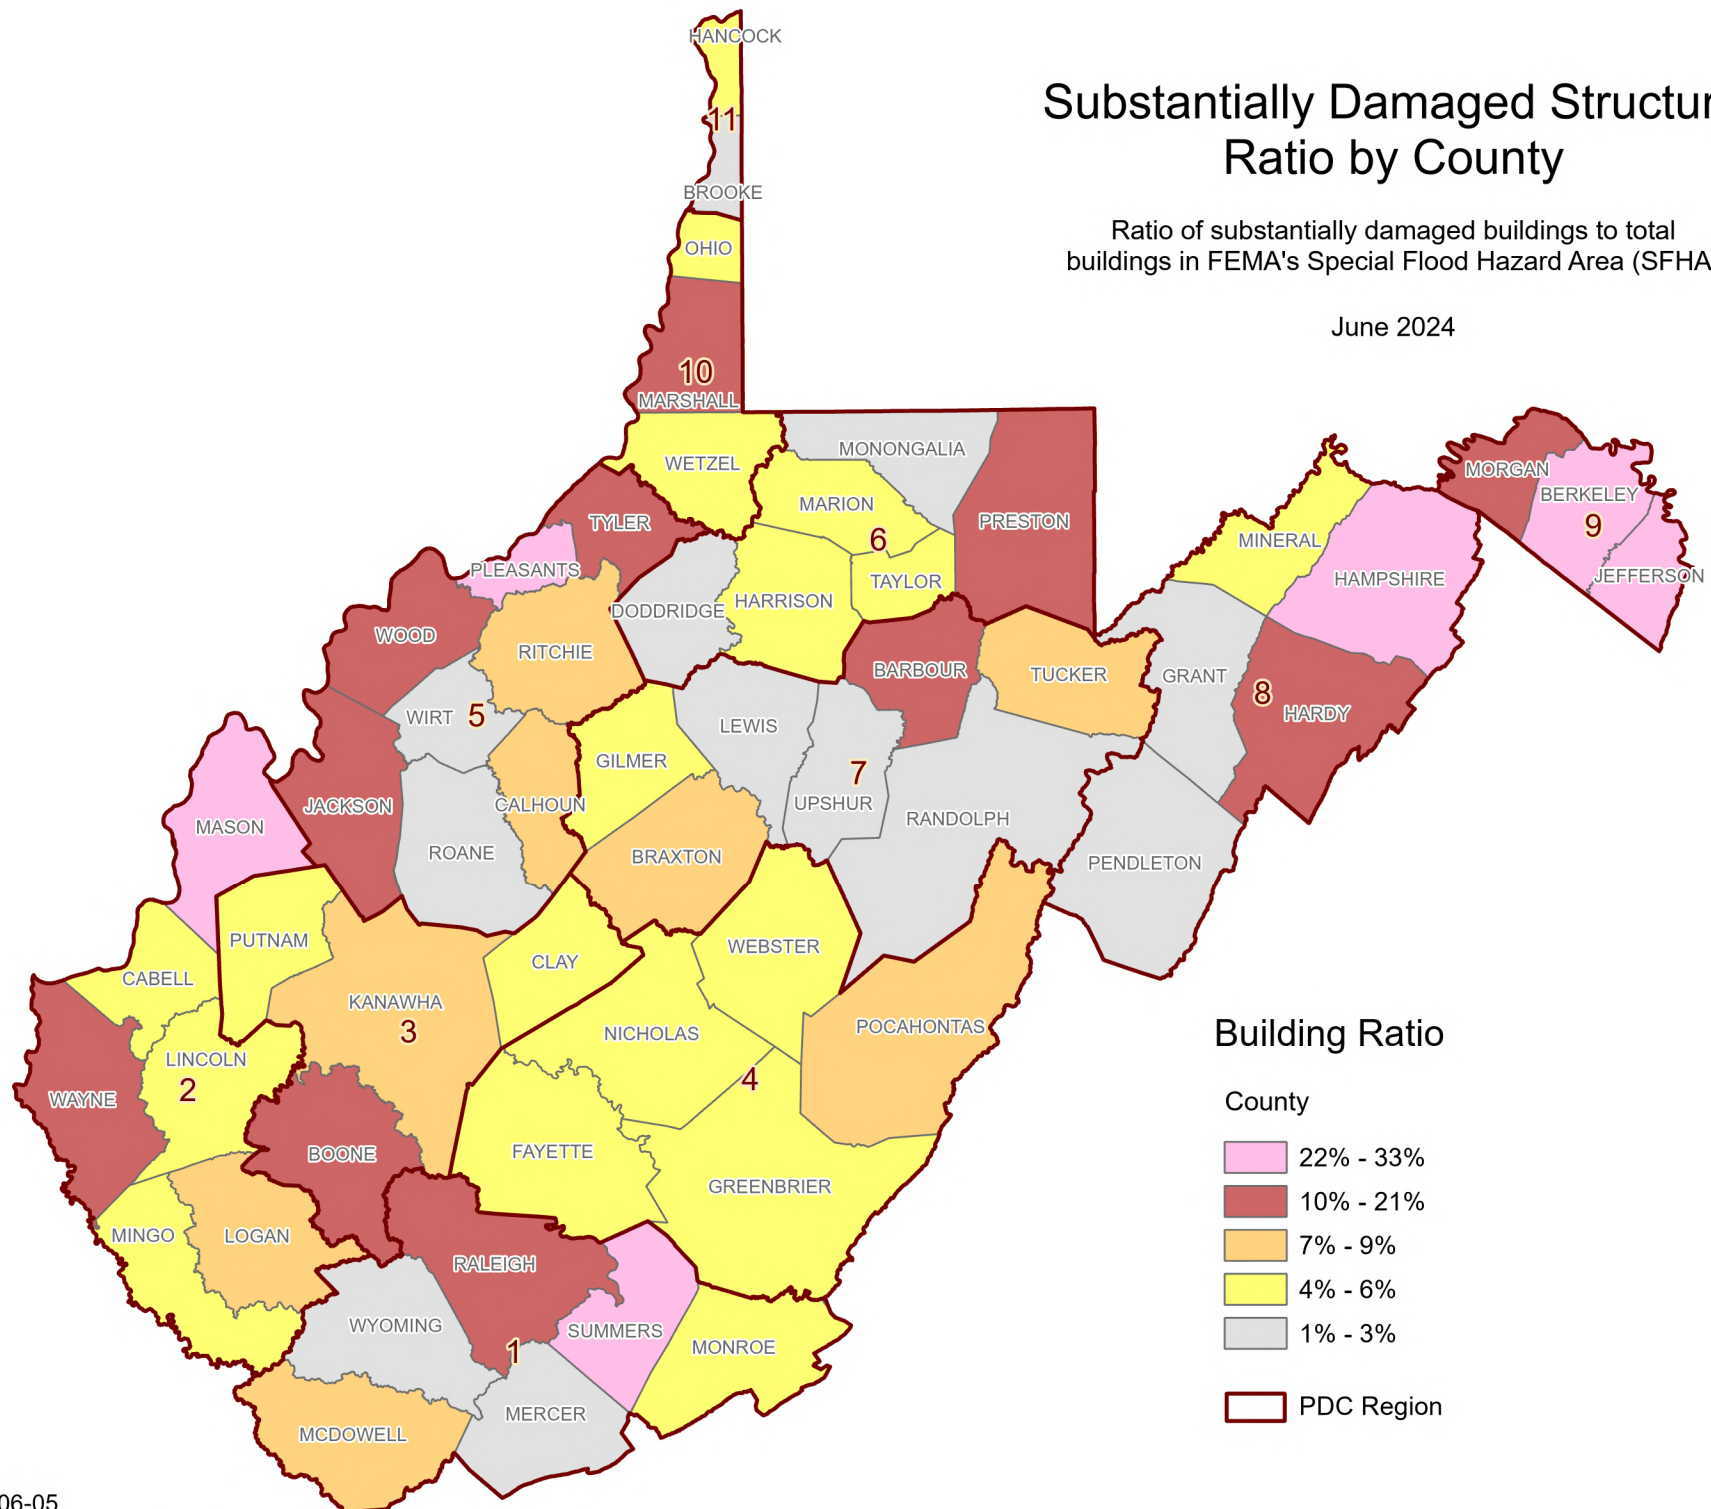 Substantially Damaged Structur
Ratio by County
Ratio of substantially damaged buildings to total
buildings in FEMA's Special Flood Hazard Area (SFHA
June 2024
HANCOCK
11
BROOKE
OHIO
10
MARSHALL
WETZEL
MONONGALIA
MARION
6
PRESTON
TYLER
PLEASANTS
TAYLOR
HARRISON
DODDRIDGE
MORGAN
BERKELEY
9
JEFFERSON
MINERAL
HAMPSHIRE
WOOD
RITCHIE
BARBOUR
TUCKER
GRANT
8
HARDY
WIRT
5
LEWIS
GILMER
7
UPSHUR
RANDOLPH
JACKSON
CALHOUN
MASON
ROANE
BRAXTON
PENDLETON
PUTNAM
WEBSTER
CLAY
CABELL
KANAWHA
3
NICHOLAS
POCAHONTAS
LINCOLN
2
4
WAYNE
BOONE
FAYETTE
GREENBRIER
MINGO
LOGAN
RALEIGH
WYOMING
1
SUMMERS
MONROE
MERCER
MCDOWELL
Building Ratio
County
22% - 33%
10% - 21%
7% - 9%
4% - 6%
1% - 3%
PDC Region
06-05